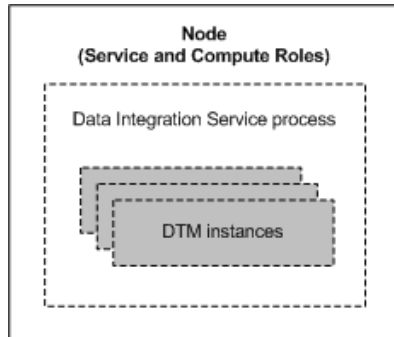 Node
(Service and Compute Roles)
Data Integration Service process
DTM instances